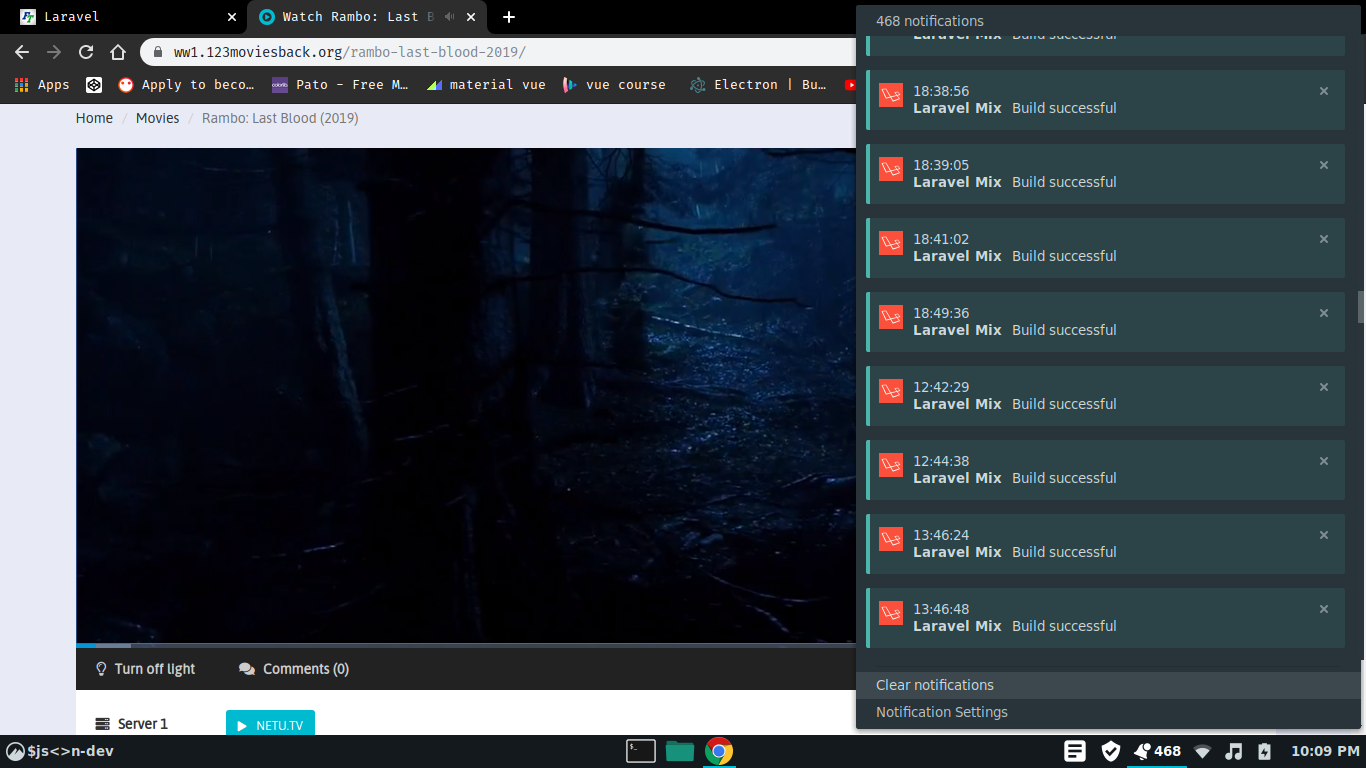 Laravel
Watch Rambo: Last B
ww1.123moviesback.org/rambo-last-blood-2019/
Apps
Apply to beco…
colorlib
Pato – Free M…
material vue
vue course
Electron | Bu…
Home / Movies / Rambo: Last Blood (2019)
Turn off light
Comments (0)
Server 1
NETU.TV
468 notifications
Laravel Mix Build successful
18:38:56
Laravel Mix Build successful
18:39:05
Laravel Mix Build successful
18:41:02
Laravel Mix Build successful
18:49:36
Laravel Mix Build successful
12:42:29
Laravel Mix Build successful
12:44:38
Laravel Mix Build successful
13:46:24
Laravel Mix Build successful
13:46:48
Laravel Mix Build successful
Clear notifications
Notification Settings
$js<>n-dev
468
10:09 PM